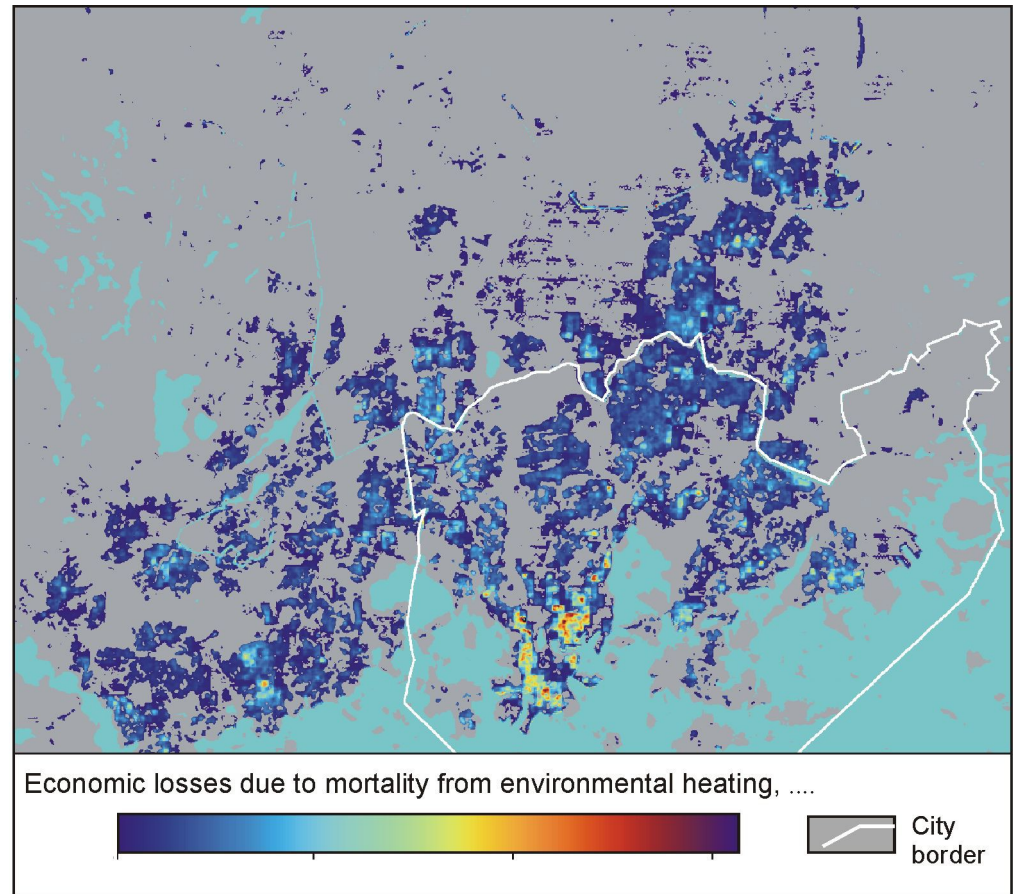 Economic losses due to mortality from environmental heating, ....
City
border